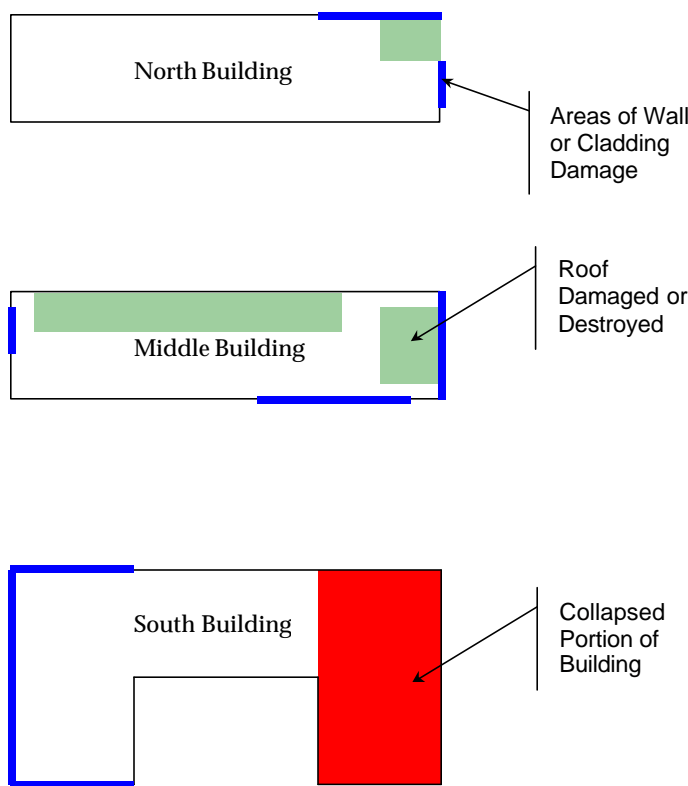 North Building
Areas of Wall
or Cladding
Damage
Roof
Damaged or
Destroyed
Middle Building
South Building
Collapsed
Portion of
Building